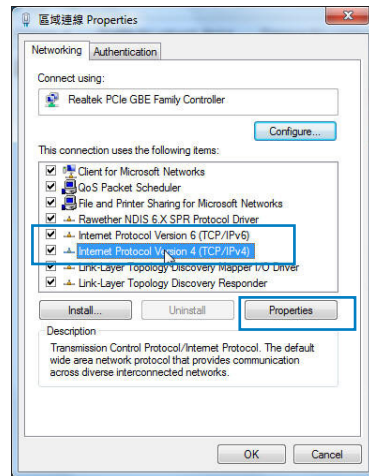 區域連線 Properties
Networking Authentication
Connect using:
Realtek PCIe GBE Family Controller
Configure...
This connection uses the following items:
Client for Microsoft Networks
QoS Packet Scheduler
File and Printer Sharing for Microsoft Networks
Rawether NDIS 6.X SPR Protocol Driver
Internet Protocol Version 6 (TCP/IPv6)
Internet Protocol Version 4 (TCP/IPv4)
Link-Layer Topology Discovery Mapper I/O Driver
Link-Layer Topology Discovery Responder
Install... Uninstall Properties
Description
Transmission Control Protocol/Internet Protocol. The default
wide area network protocol that provides communication
across diverse interconnected networks.
OK Cancel